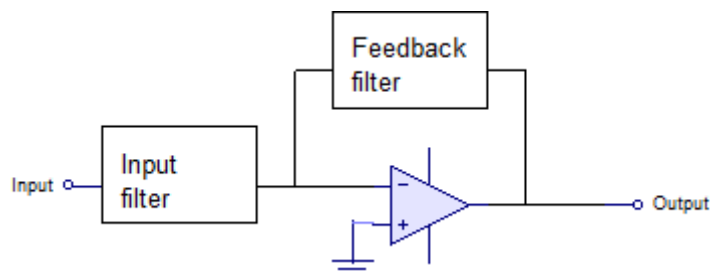 Feedback
filter
Input
filter
Input
−
+
Output